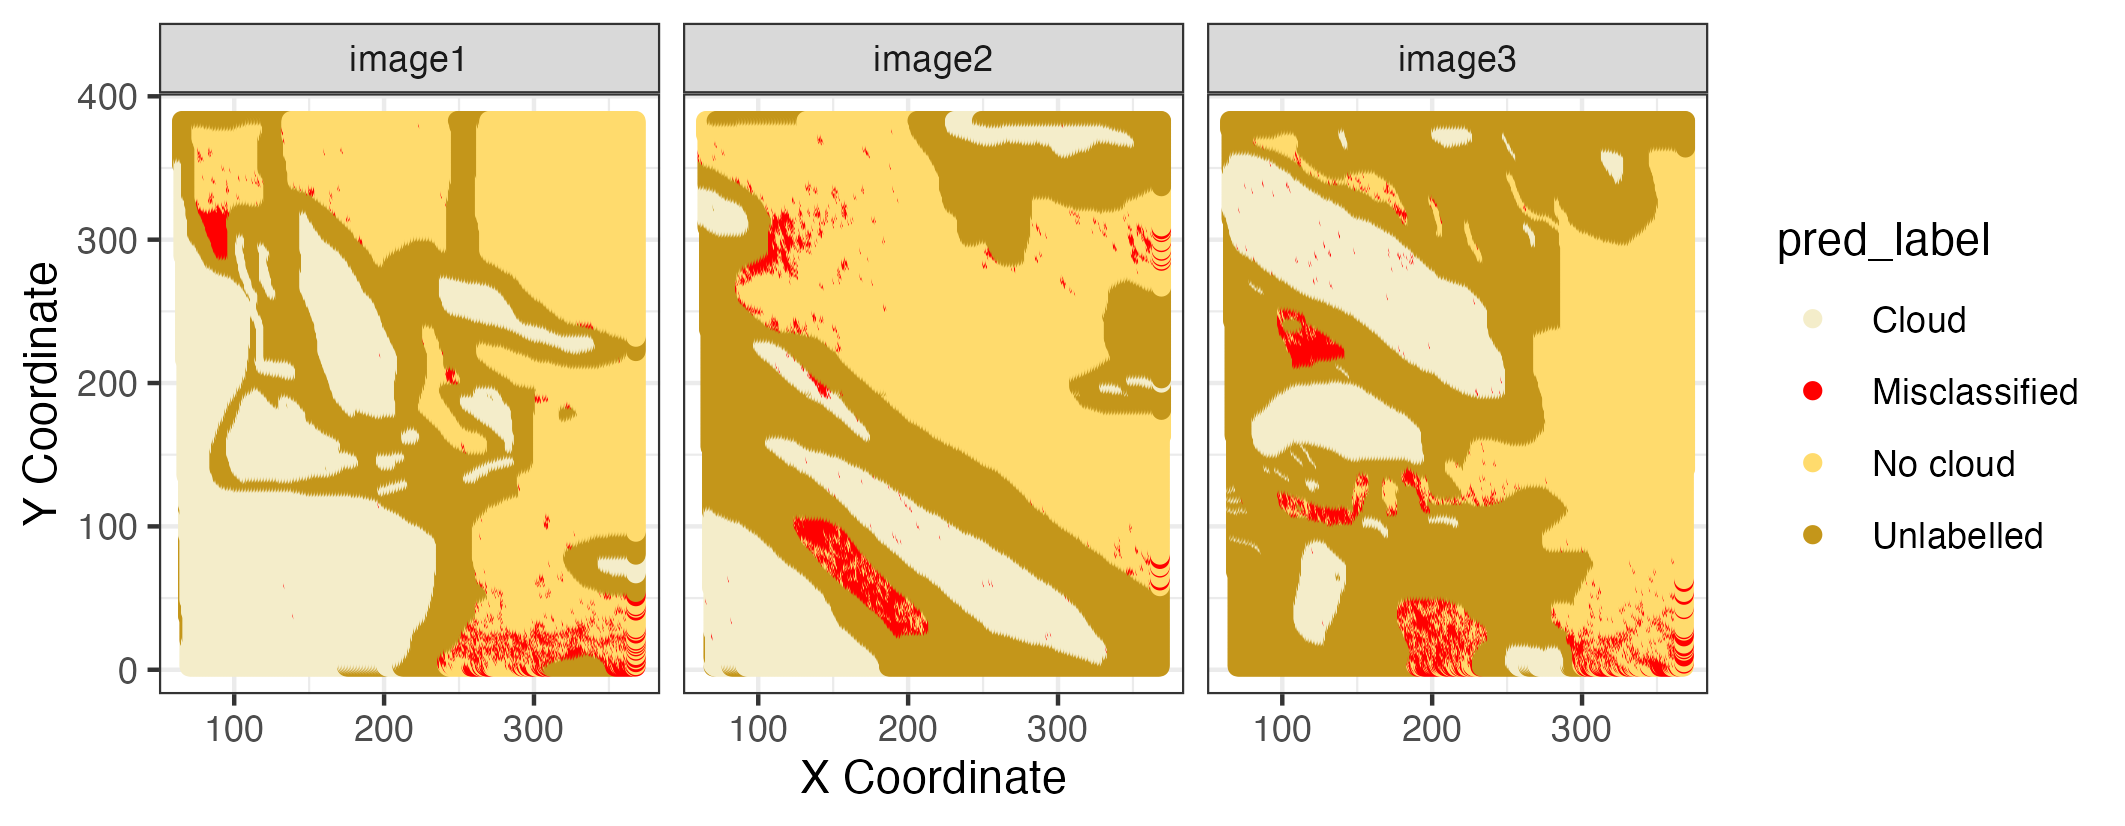 image1 image2 image3
400
300
200
100
0
Y Coordinate
100 200 300 100 200 300 100 200 300
X Coordinate
pred_label
Cloud
Misclassified
No cloud
Unlabelled